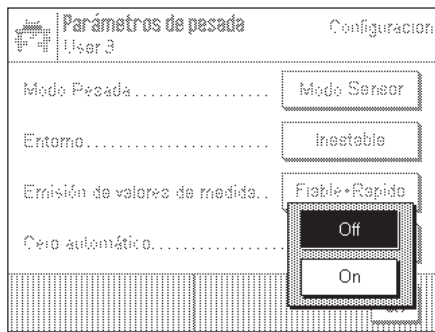 Parámetros de pesada
Configuracion
User 3
Modo Pesada................ Modo Sensor
Entorno...................... Inestable
Emisión de valores de medida.. Fiable+Rapido
Cero automático.............
Off
On